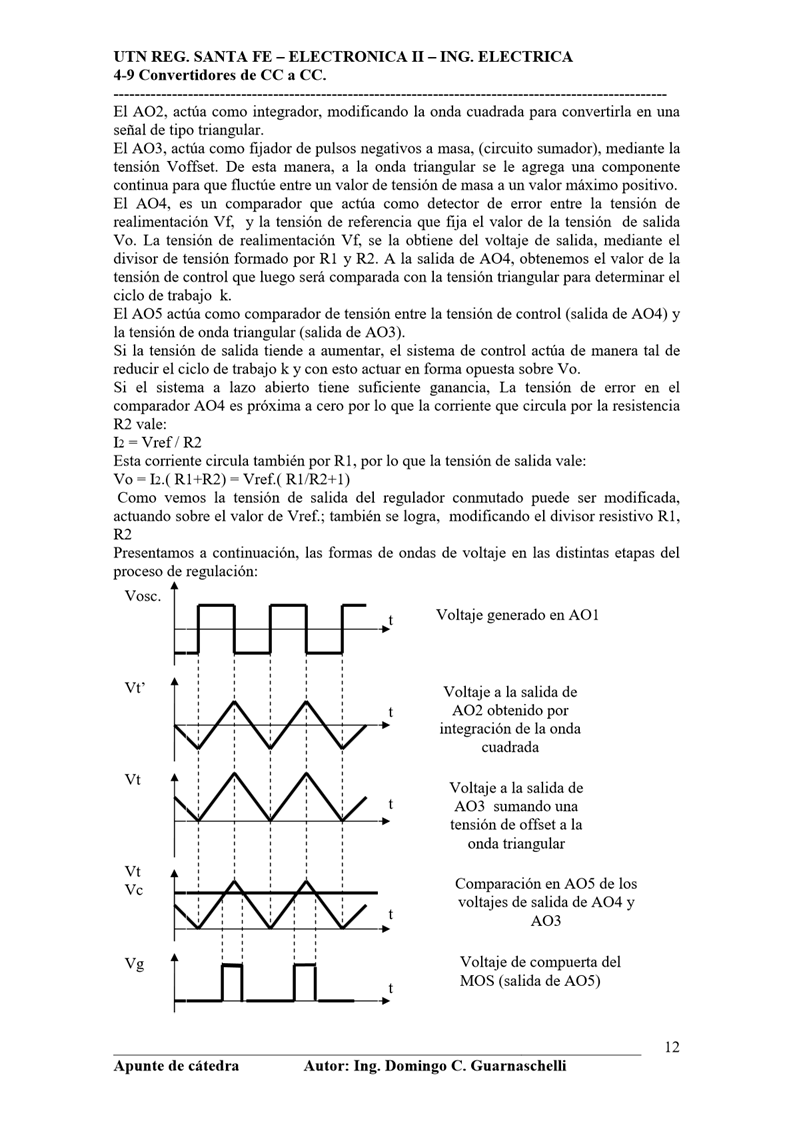 UTN REG. SANTA FE – ELECTRONICA II – ING. ELECTRICA
4-9 Convertidores de CC a CC.
--------------------------------------------------------------------------------------------------------
El AO2, actúa como integrador, modificando la onda cuadrada para convertirla en una
señal de tipo triangular.
El AO3, actúa como fijador de pulsos negativos a masa, (circuito sumador), mediante la
tensión Voffset. De esta manera, a la onda triangular se le agrega una componente
continua para que fluctúe entre un valor de tensión de masa a un valor máximo positivo.
El AO4, es un comparador que actúa como detector de error entre la tensión de
realimentación Vf, y la tensión de referencia que fija el valor de la tensión de salida
Vo. La tensión de realimentación Vf, se la obtiene del voltaje de salida, mediante el
divisor de tensión formado por R1 y R2. A la salida de AO4, obtenemos el valor de la
tensión de control que luego será comparada con la tensión triangular para determinar el
ciclo de trabajo k.
El AO5 actúa como comparador de tensión entre la tensión de control (salida de AO4) y
la tensión de onda triangular (salida de AO3).
Si la tensión de salida tiende a aumentar, el sistema de control actúa de manera tal de
reducir el ciclo de trabajo k y con esto actuar en forma opuesta sobre Vo.
Si el sistema a lazo abierto tiene suficiente ganancia, La tensión de error en el
comparador AO4 es próxima a cero por lo que la corriente que circula por la resistencia
R2 vale:
I2 = Vref / R2
Esta corriente circula también por R1, por lo que la tensión de salida vale:
Vo = I2.( R1+R2) = Vref.( R1/R2+1)
Como vemos la tensión de salida del regulador conmutado puede ser modificada,
actuando sobre el valor de Vref.; también se logra, modificando el divisor resistivo R1,
R2
Presentamos a continuación, las formas de ondas de voltaje en las distintas etapas del
proceso de regulación:
Vosc.
t
Voltaje generado en AO1
Vt’
t
Voltaje a la salida de
AO2 obtenido por
integración de la onda
cuadrada
Vt
t
Voltaje a la salida de
AO3 sumando una
tensión de offset a la
onda triangular
Vt
Vc
t
Comparación en AO5 de los
voltajes de salida de AO4 y
AO3
Vg
t
Voltaje de compuerta del
MOS (salida de AO5)
12
Apunte de cátedra Autor: Ing. Domingo C. Guarnaschelli